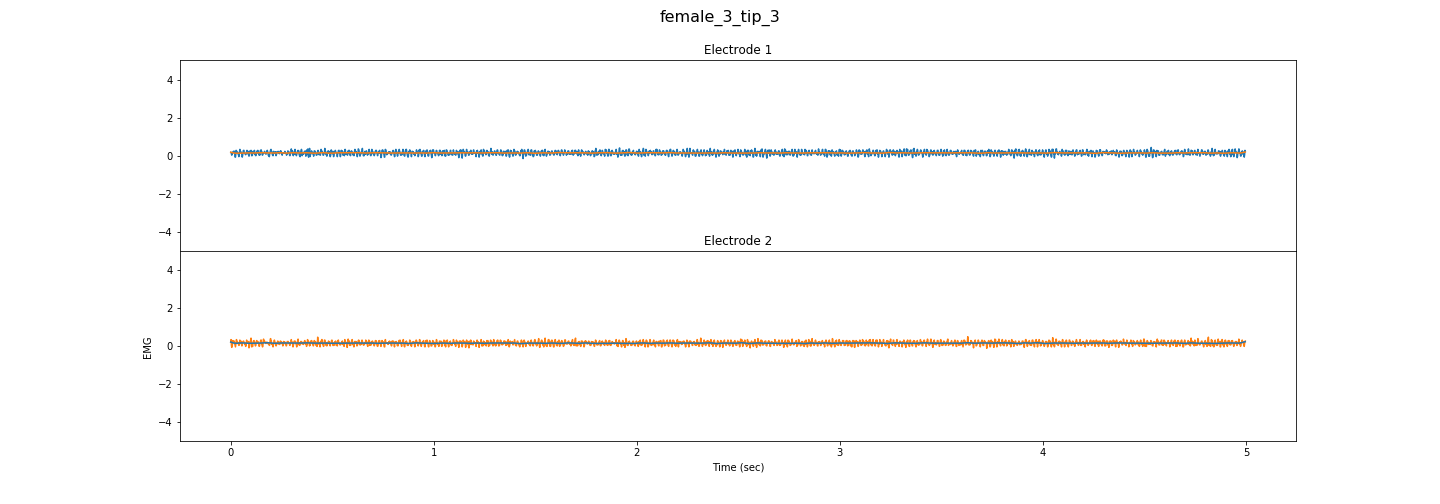 female_3_tip_3
Electrode 1
4
2
0
−2
−4
Electrode 2
4
2
0
−2
−4
EMG
0 1 2 3 4 5
Time (sec)